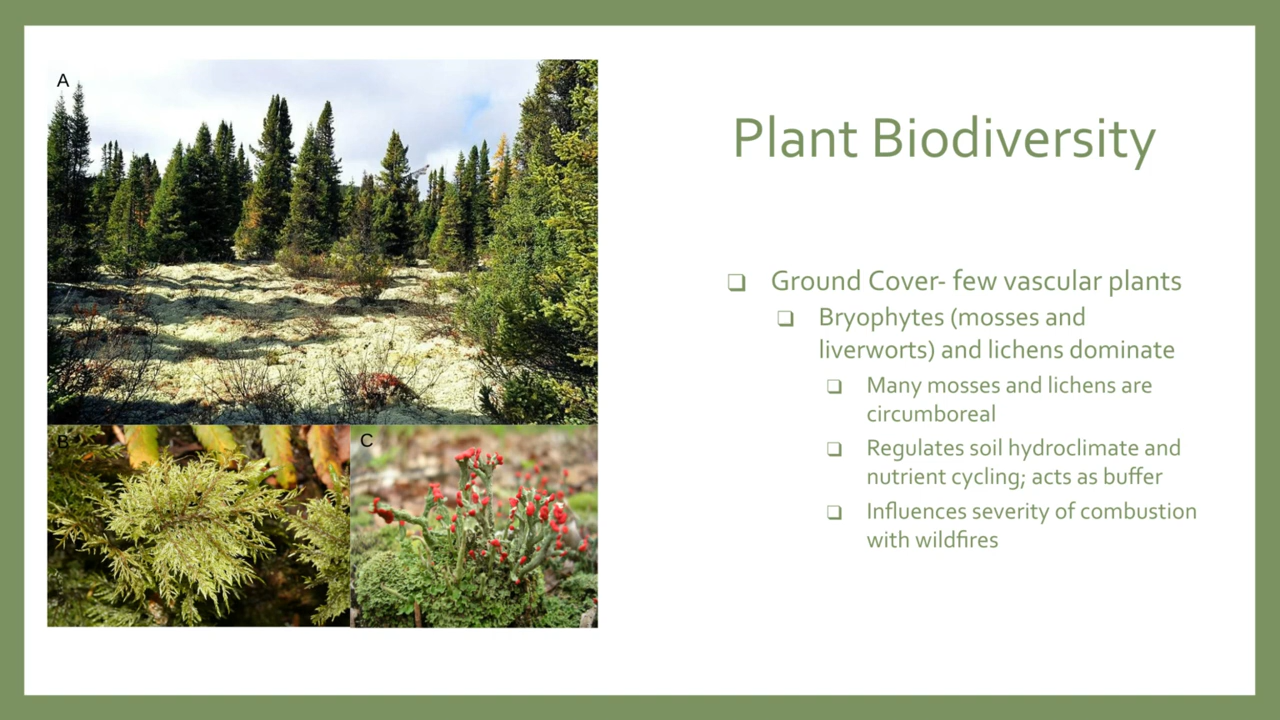 A
B
C
Plant Biodiversity
❑ Ground Cover- few vascular plants
❑ Bryophytes (mosses and
liverworts) and lichens dominate
❑ Many mosses and lichens are
circumboreal
❑ Regulates soil hydroclimate and
nutrient cycling; acts as buffer
❑ Influences severity of combustion
with wildfires